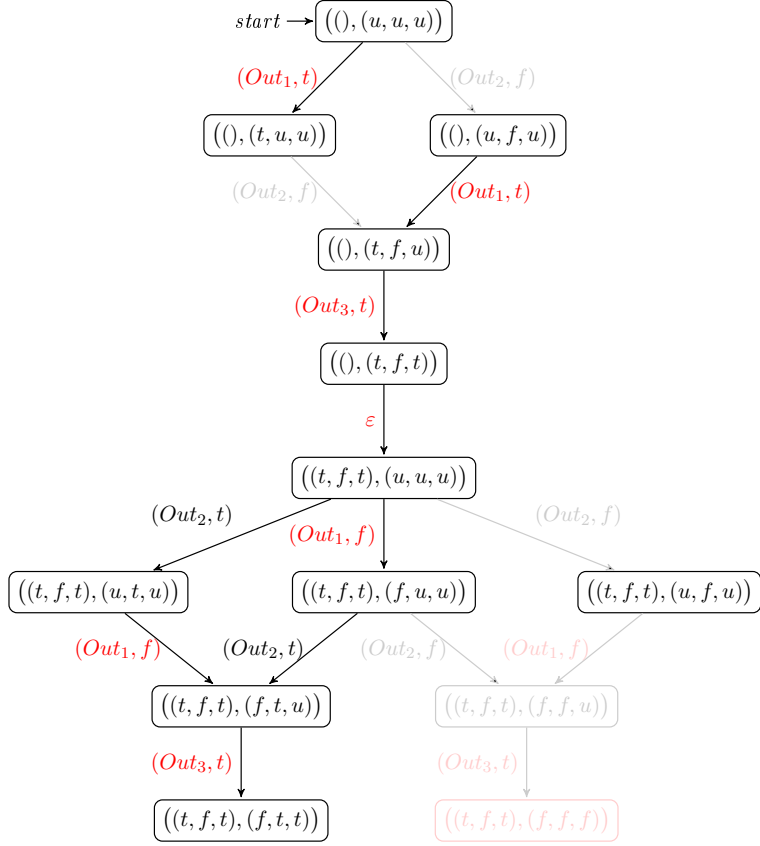 start ((), (u, u, u))
(Out₁, t) (Out₂, f)
((), (t, u, u)) ((), (u, f, u))
(Out₂, f) (Out₁, t)
((), (t, f, u))
(Out₃, t)
((), (t, f, t))
ε
((t, f, t), (u, u, u))
(Out₂, t) (Out₁, f) (Out₂, f)
((t, f, t), (u, t, u)) ((t, f, t), (f, u, u)) ((t, f, t), (u, f, u))
(Out₁, f) (Out₂, t) (Out₂, f) (Out₁, f)
((t, f, t), (f, t, u)) ((t, f, t), (f, f, u))
(Out₃, t) (Out₃, t)
((t, f, t), (f, t, t)) ((t, f, t), (f, f, f))